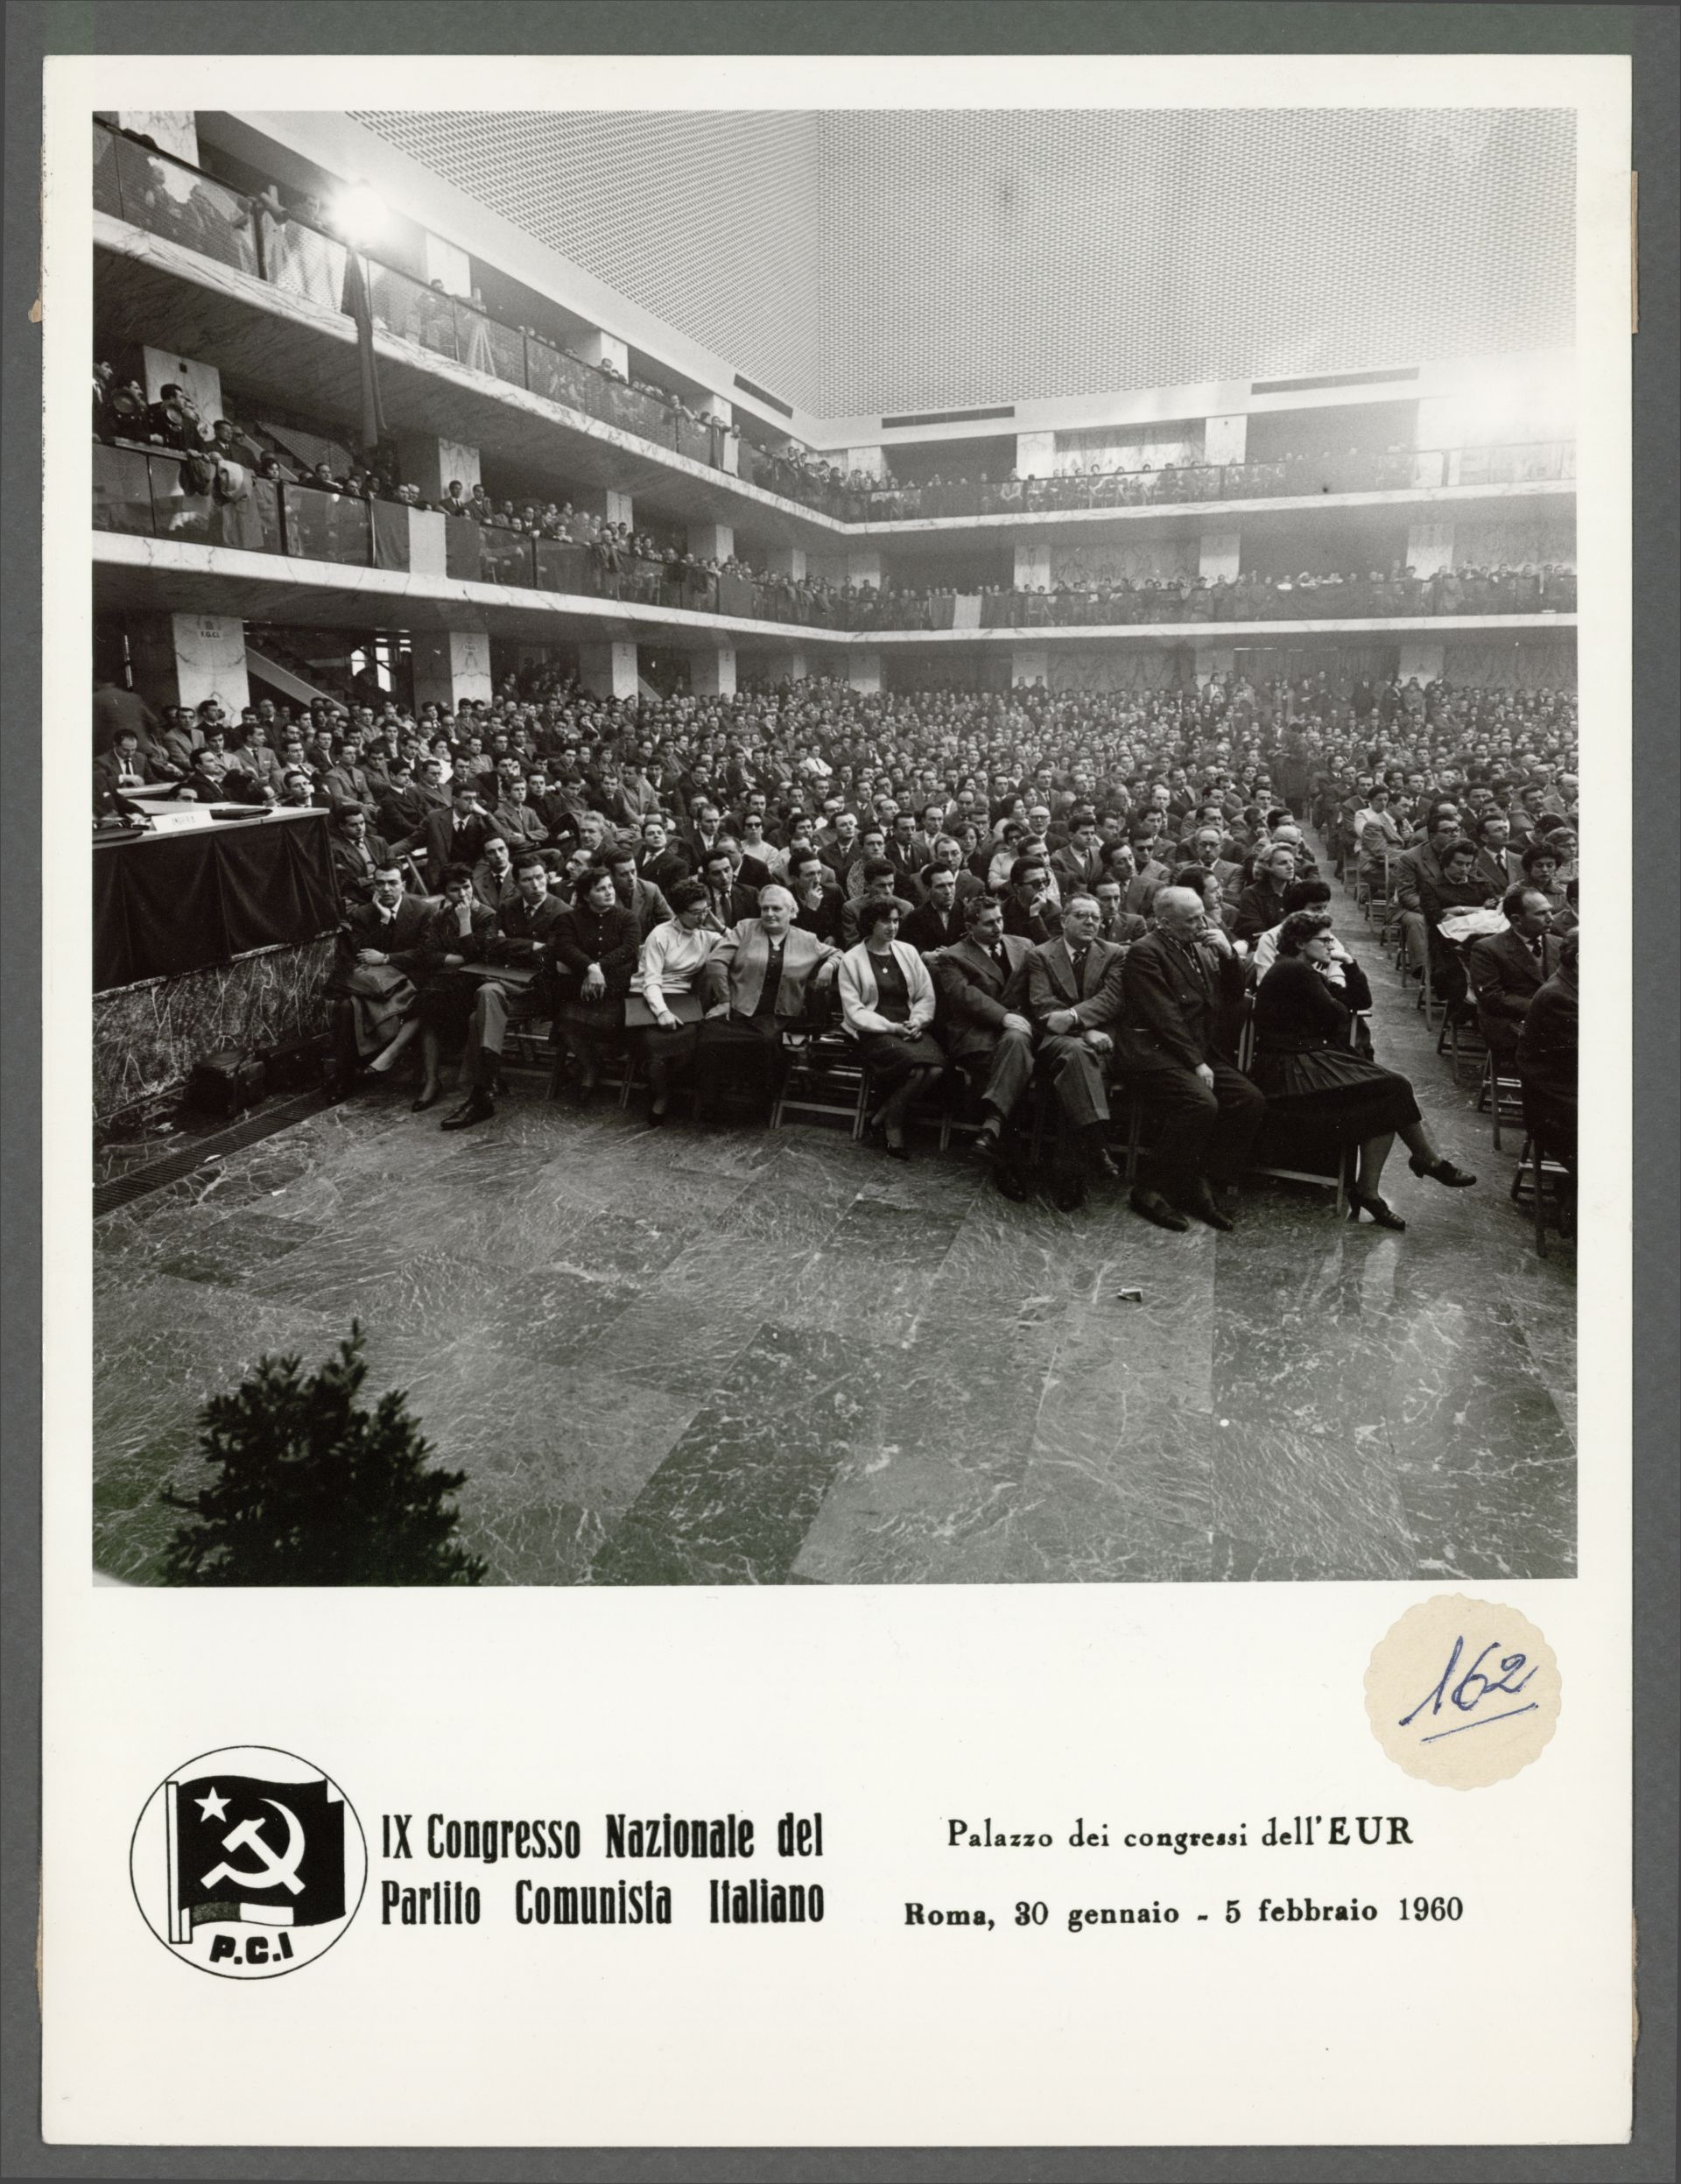 F.G.C.I.
162
IX Congresso Nazionale del
Partito Comunista Italiano
P.C.I
Palazzo dei congressi dell'EUR
Roma, 30 gennaio - 5 febbraio 1960